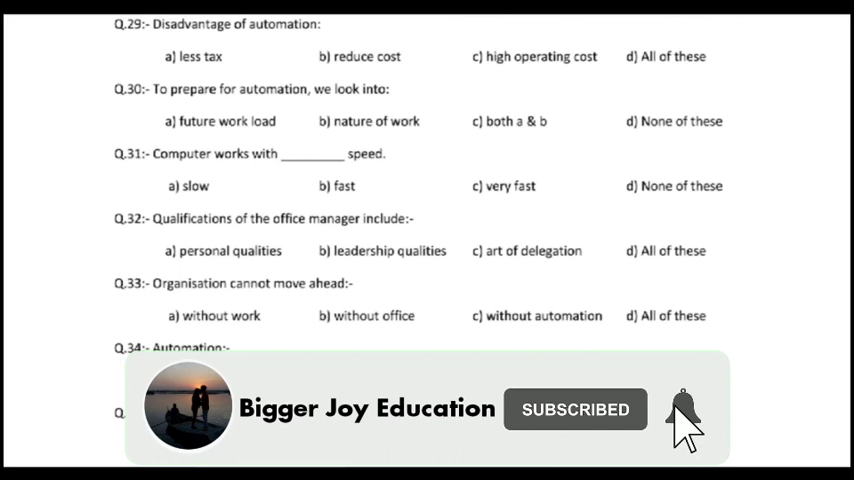 Q.29:- Disadvantage of automation:
a) less tax b) reduce cost c) high operating cost d) All of these
Q.30:- To prepare for automation, we look into:
a) future work load b) nature of work c) both a & b d) None of these
Q.31:- Computer works with ________ speed.
a) slow b) fast c) very fast d) None of these
Q.32:- Qualifications of the office manager include:-
a) personal qualities b) leadership qualities c) art of delegation d) All of these
Q.33:- Organisation cannot move ahead:-
a) without work b) without office c) without automation d) All of these
Q.34:- Automation:-
Bigger Joy Education SUBSCRIBED
Q.